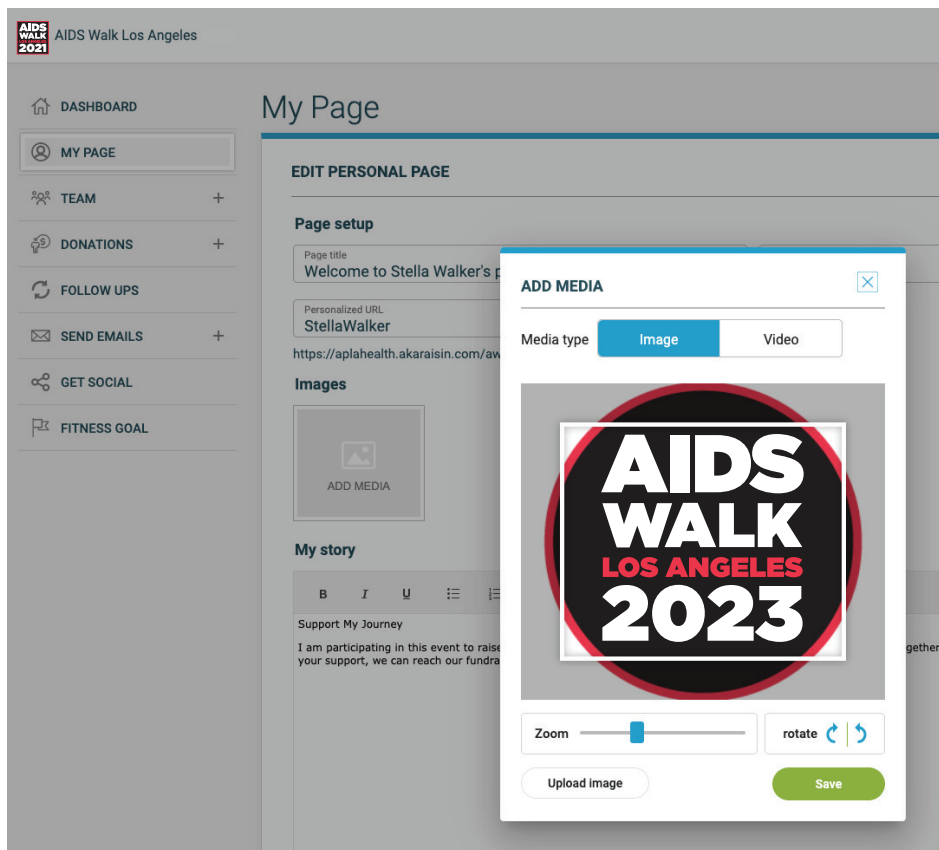 AIDS
WALK
LOS ANGELES
2021
AIDS Walk Los Angeles
DASHBOARD
MY PAGE
TEAM
DONATIONS
FOLLOW UPS
SEND EMAILS
GET SOCIAL
FITNESS GOAL
My Page
EDIT PERSONAL PAGE
Page setup
Page title
Welcome to Stella Walker's p
Personalized URL
StellaWalker
https://aplahealth.akaraisin.com/aw
Images
ADD MEDIA
My story
B I U
Support My Journey
I am participating in this event to raise
gether
your support, we can reach our fundra
ADD MEDIA
Media type
Image
Video
AIDS
WALK
LOS ANGELES
2023
Zoom
rotate
Upload image
Save